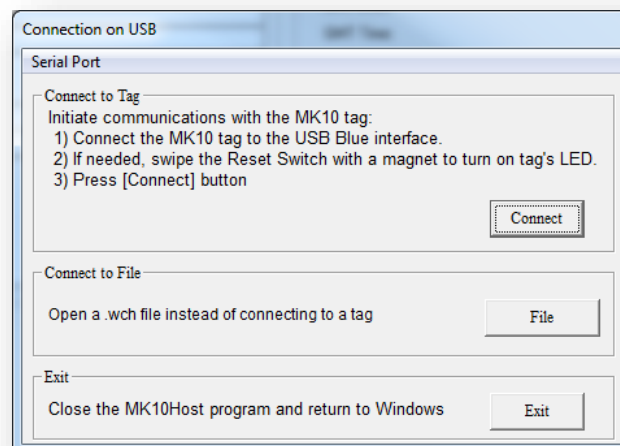 Connection on USB
Serial Port
Connect to Tag
Initiate communications with the MK10 tag:
1) Connect the MK10 tag to the USB Blue interface.
2) If needed, swipe the Reset Switch with a magnet to turn on tag's LED.
3) Press [Connect] button
Connect
Connect to File
Open a .wch file instead of connecting to a tag
File
Exit
Close the MK10Host program and return to Windows
Exit